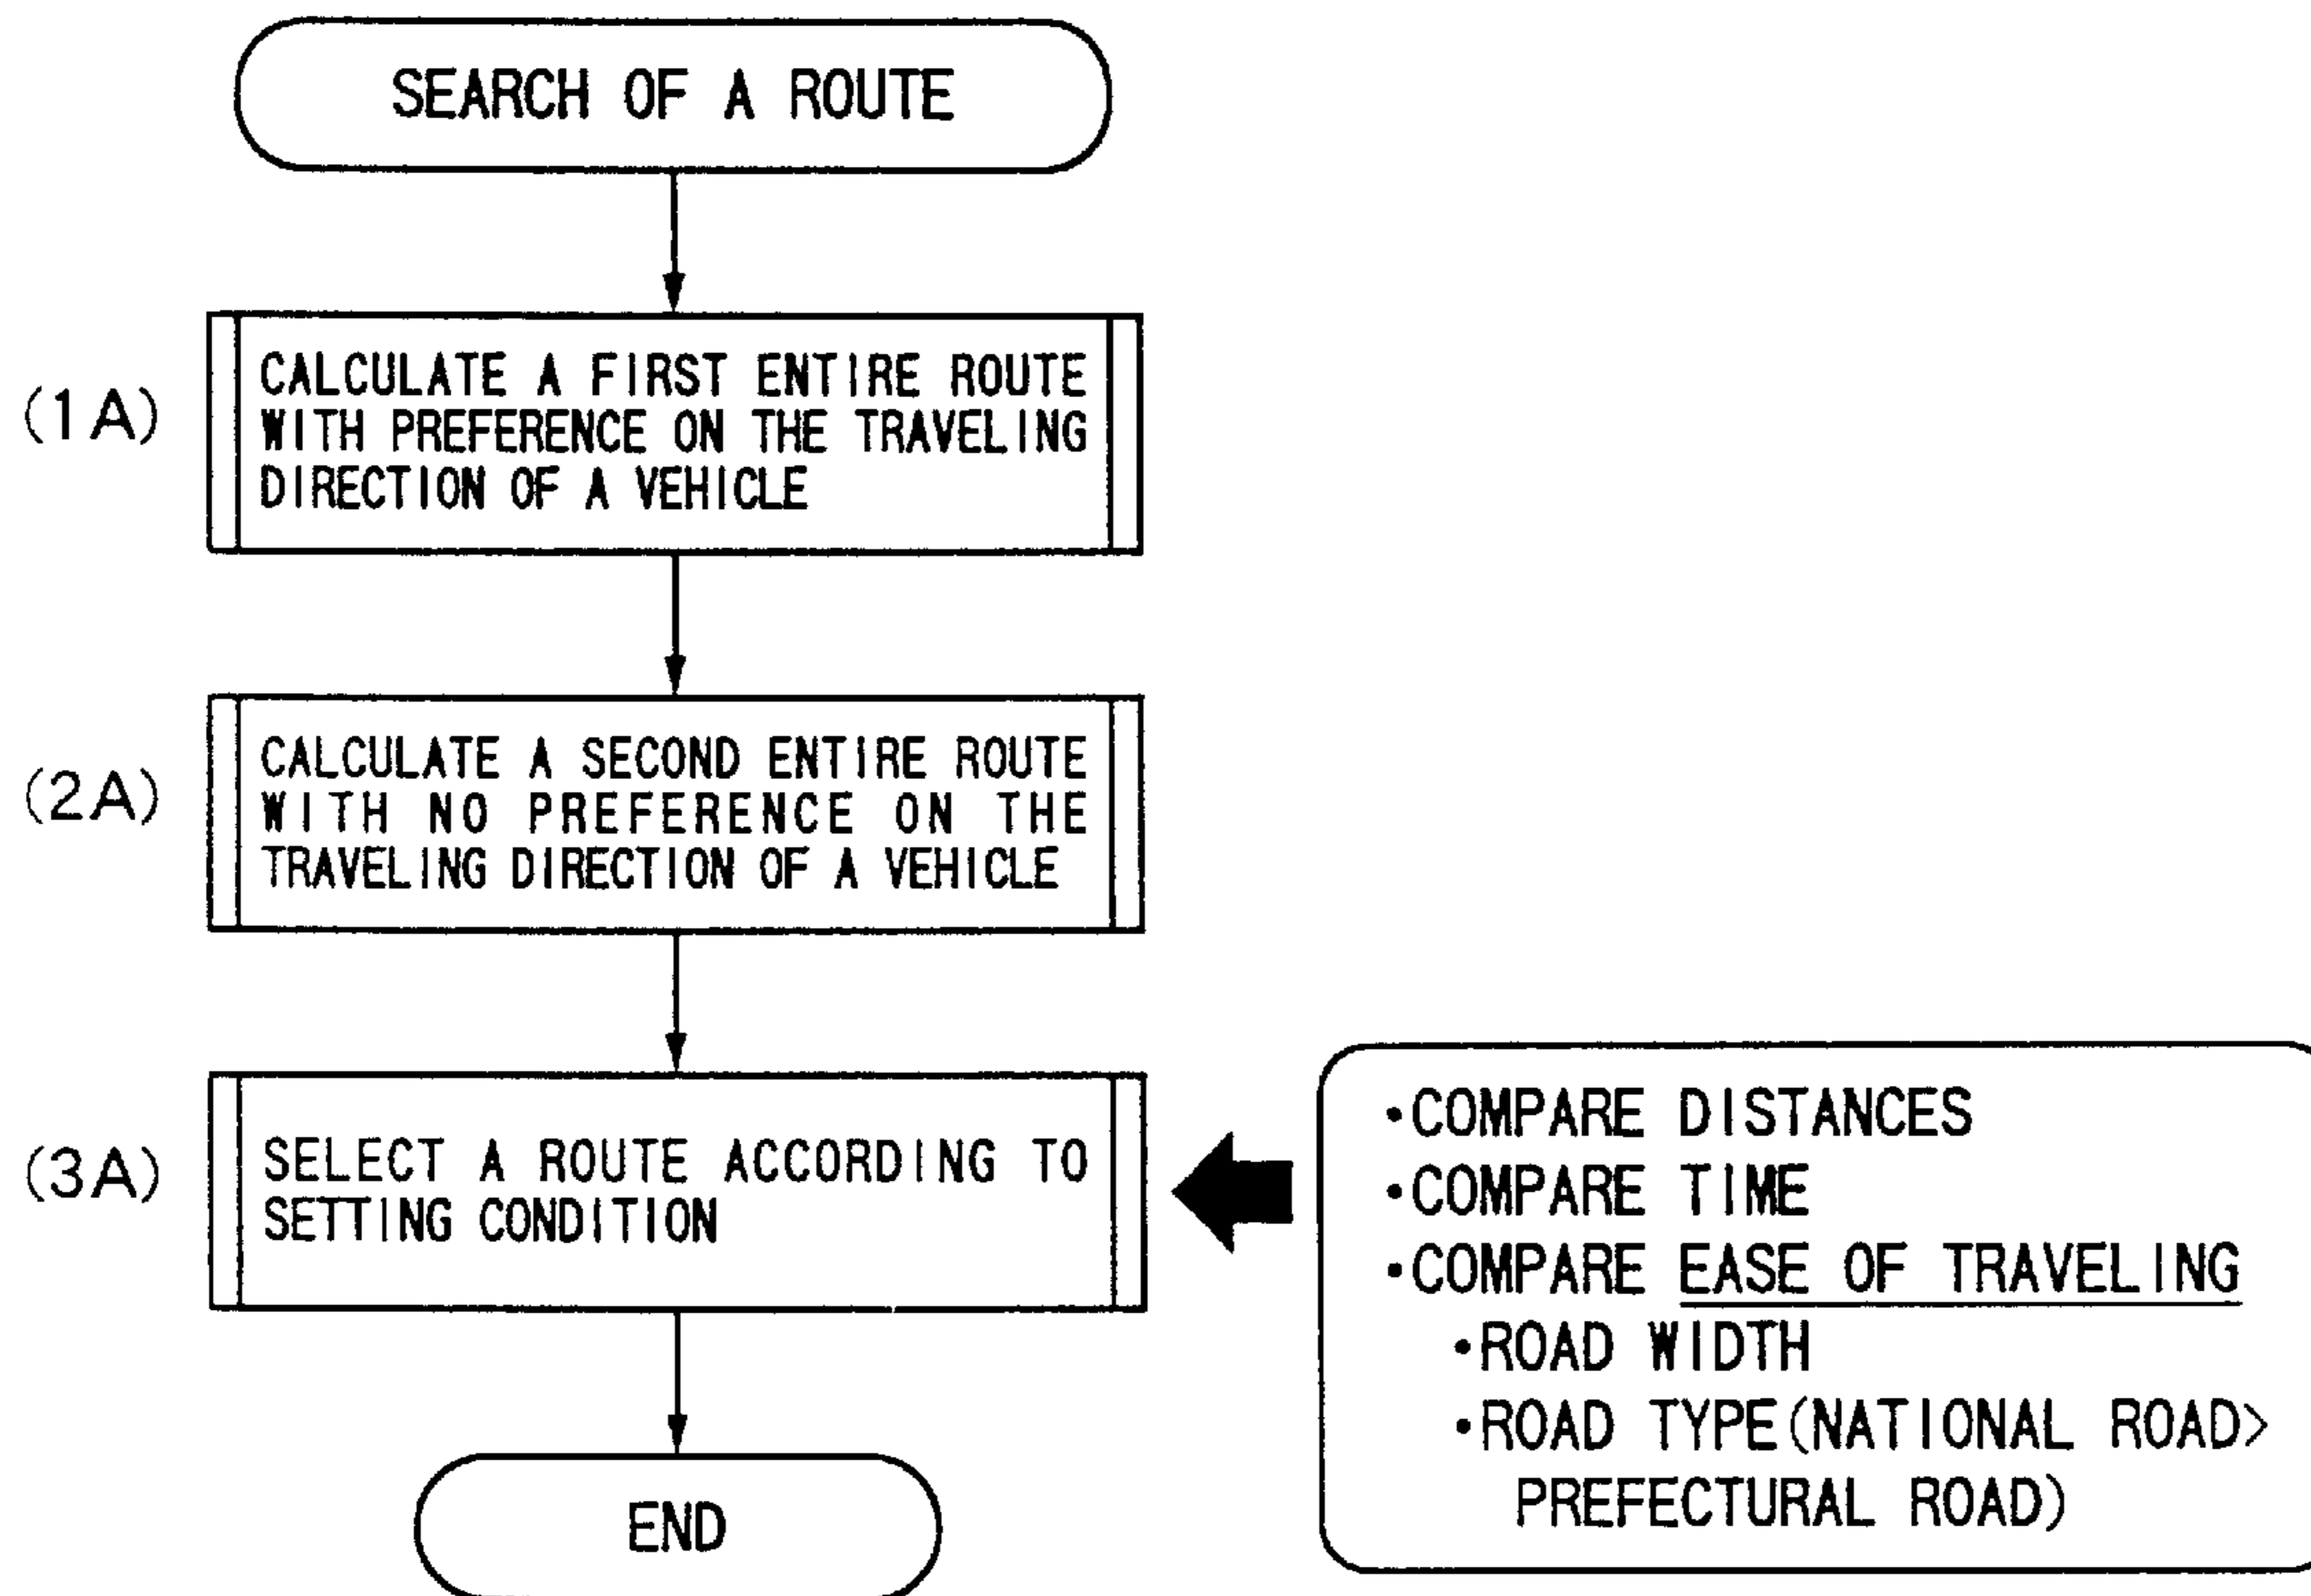 SEARCH OF A ROUTE
(1A)
CALCULATE A FIRST ENTIRE ROUTE
WITH PREFERENCE ON THE TRAVELING
DIRECTION OF A VEHICLE
(2A)
CALCULATE A SECOND ENTIRE ROUTE
WITH NO PREFERENCE ON THE
TRAVELING DIRECTION OF A VEHICLE
(3A)
SELECT A ROUTE ACCORDING TO
SETTING CONDITION
•COMPARE DISTANCES
•COMPARE TIME
•COMPARE EASE OF TRAVELING
•ROAD WIDTH
•ROAD TYPE(NATIONAL ROAD>
PREFECTURAL ROAD)
END